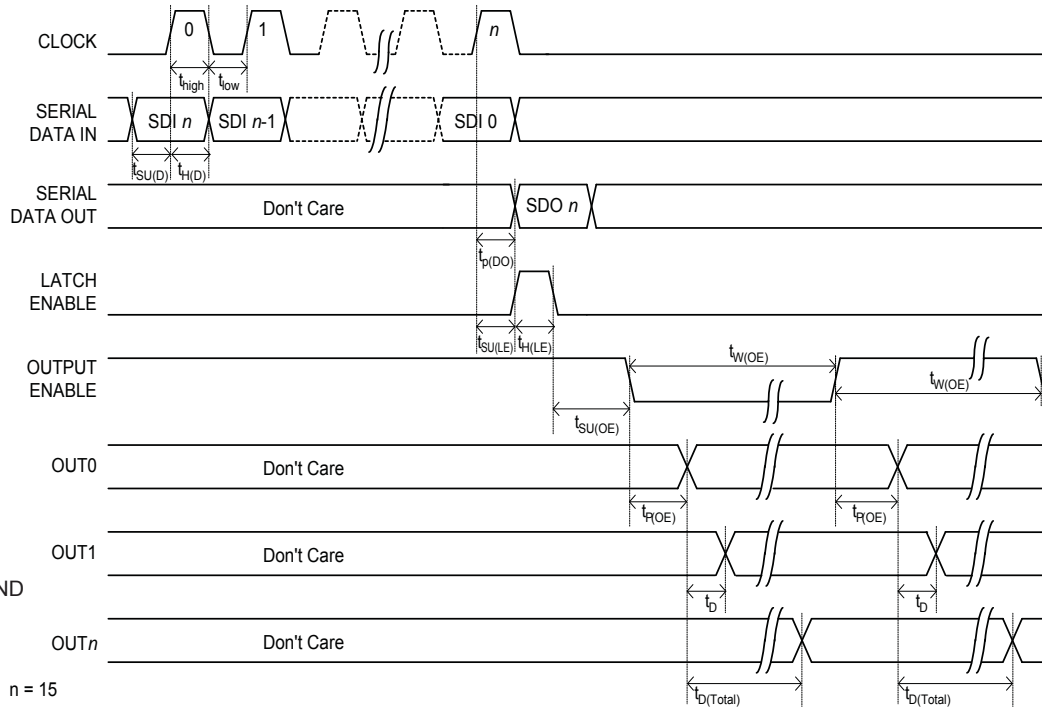 CLOCK
0 1 n
thigh tlow
SERIAL
DATA IN
SDI n SDI n-1 SDI 0
tSU(D) tH(D)
SERIAL
DATA OUT
Don't Care SDO n
tp(DO)
LATCH
ENABLE
tSU(LE) tH(LE)
OUTPUT
ENABLE
tW(OE) tW(OE)
tSU(OE)
OUT0 Don't Care
tP(OE) tP(OE)
OUT1 Don't Care
tD tD
ND
OUTn Don't Care
tD(Total) tD(Total)
n = 15